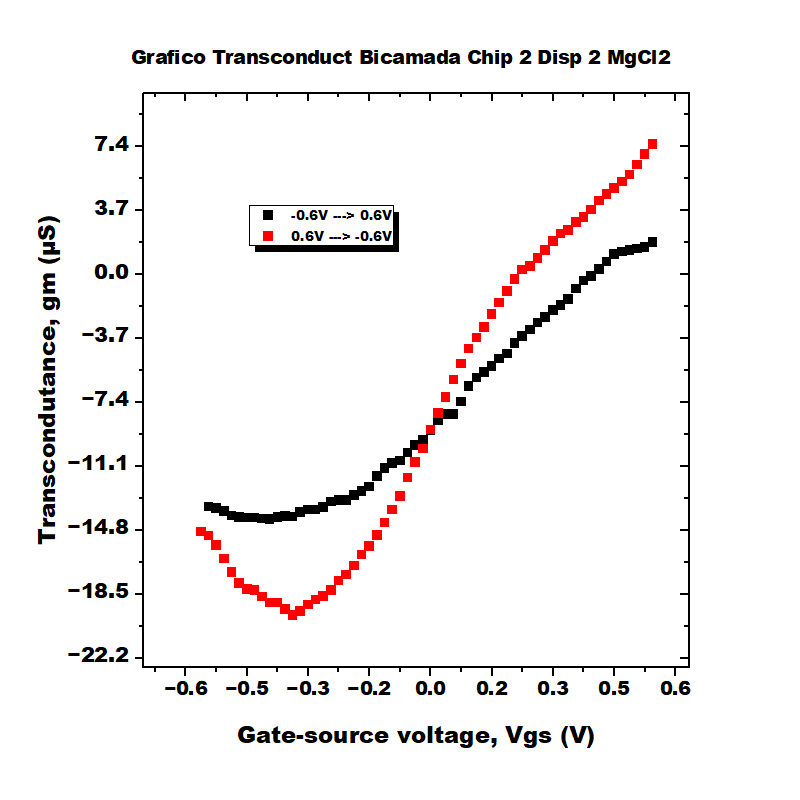 Grafico Transconduct Bicamada Chip 2 Disp 2 MgCl2
-0.6V ---> 0.6V
0.6V ---> -0.6V
Transcondutance, gm (µS)
7.4
3.7
0.0
−3.7
−7.4
−11.1
−14.8
−18.5
−22.2
−0.6 −0.5 −0.3 −0.2 0.0 0.2 0.3 0.5 0.6
Gate-source voltage, Vgs (V)